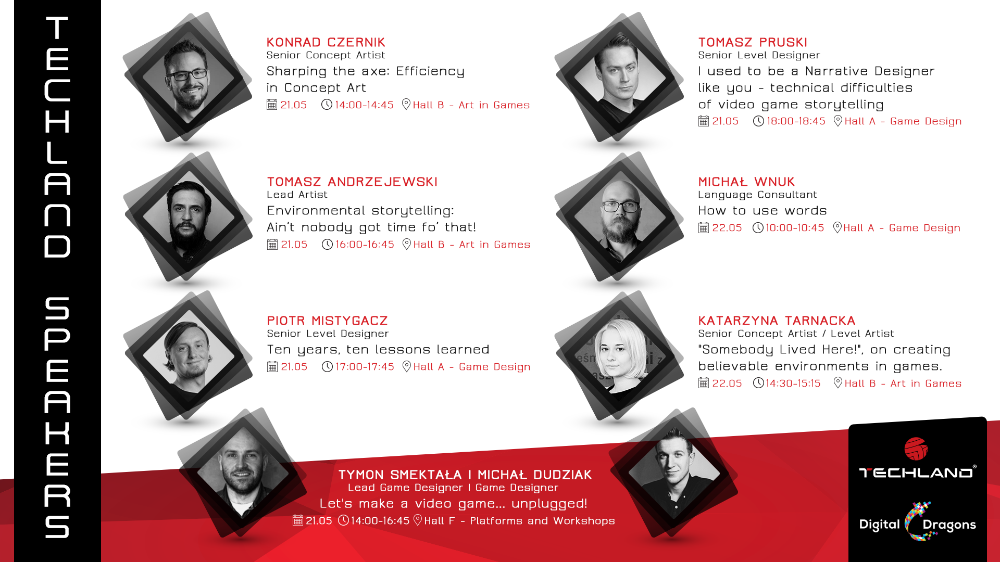 TECHLAND SPEAKERS
KONRAD CZERNIK
Senior Concept Artist
Sharping the axe: Efficiency
in Concept Art
21.05 14:00-14:45 Hall B - Art in Games
TOMASZ PRUSKI
Senior Level Designer
I used to be a Narrative Designer
like you - technical difficulties
of video game storytelling
21.05 18:00-18:45 Hall A - Game Design
TOMASZ ANDRZEJEWSKI
Lead Artist
Environmental storytelling:
Ain't nobody got time fo' that!
21.05 16:00-16:45 Hall B - Art in Games
MICHAŁ WNUK
Language Consultant
How to use words
22.05 10:00-10:45 Hall A - Game Design
PIOTR MISTYGACZ
Senior Level Designer
Ten years, ten lessons learned
21.05 17:00-17:45 Hall A - Game Design
KATARZYNA TARNACKA
Senior Concept Artist / Level Artist
"Somebody Lived Here!", on creating
believable environments in games.
22.05 14:30-15:15 Hall B - Art in Games
TYMON SMEKTAŁA I MICHAŁ DUDZIAK
Lead Game Designer I Game Designer
Let's make a video game... unplugged!
21.05 14:00-16:45 Hall F - Platforms and Workshops
TECHLAND®
Digital Dragons